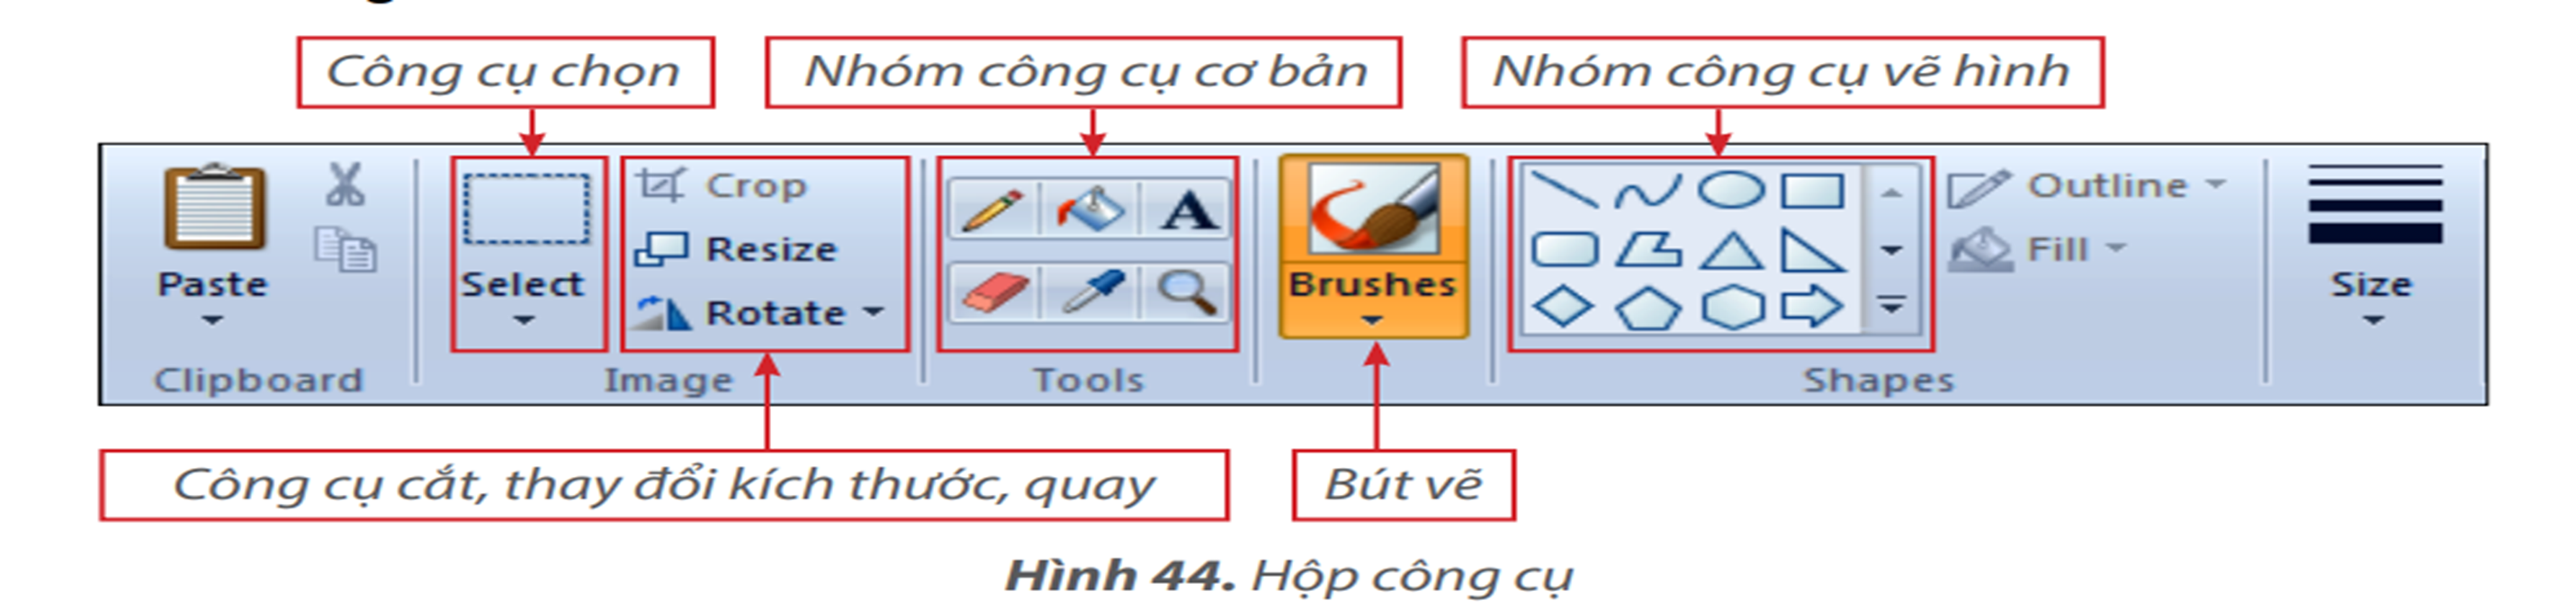 Công cụ chọn
Nhóm công cụ cơ bản
Nhóm công cụ vẽ hình
Paste
Clipboard
Select
Crop
Resize
Rotate
Image
A
Tools
Brushes
Shapes
Outline
Fill
Size
Công cụ cắt, thay đổi kích thước, quay
Bút vẽ
Hình 44. Hộp công cụ